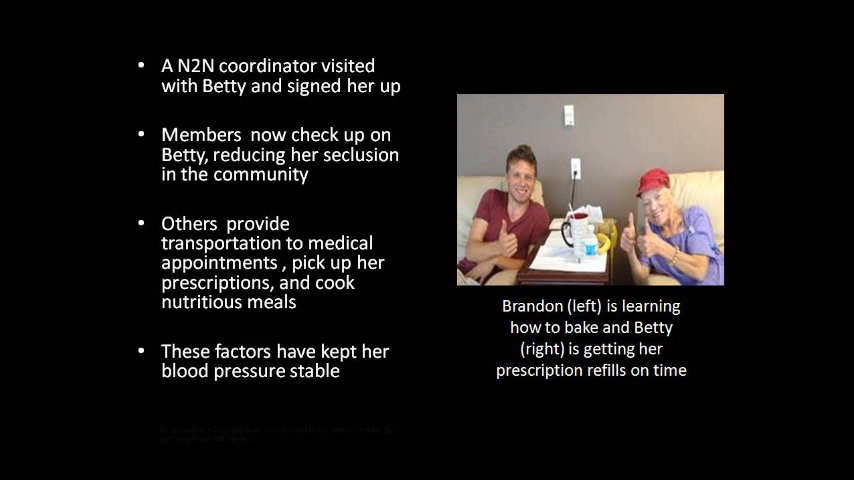 • A N2N coordinator visited
with Betty and signed her up
• Members now check up on
Betty, reducing her seclusion
in the community
• Others provide
transportation to medical
appointments , pick up her
prescriptions, and cook
nutritious meals
• These factors have kept her
blood pressure stable
Brandon (left) is learning
how to bake and Betty
(right) is getting her
prescription refills on time